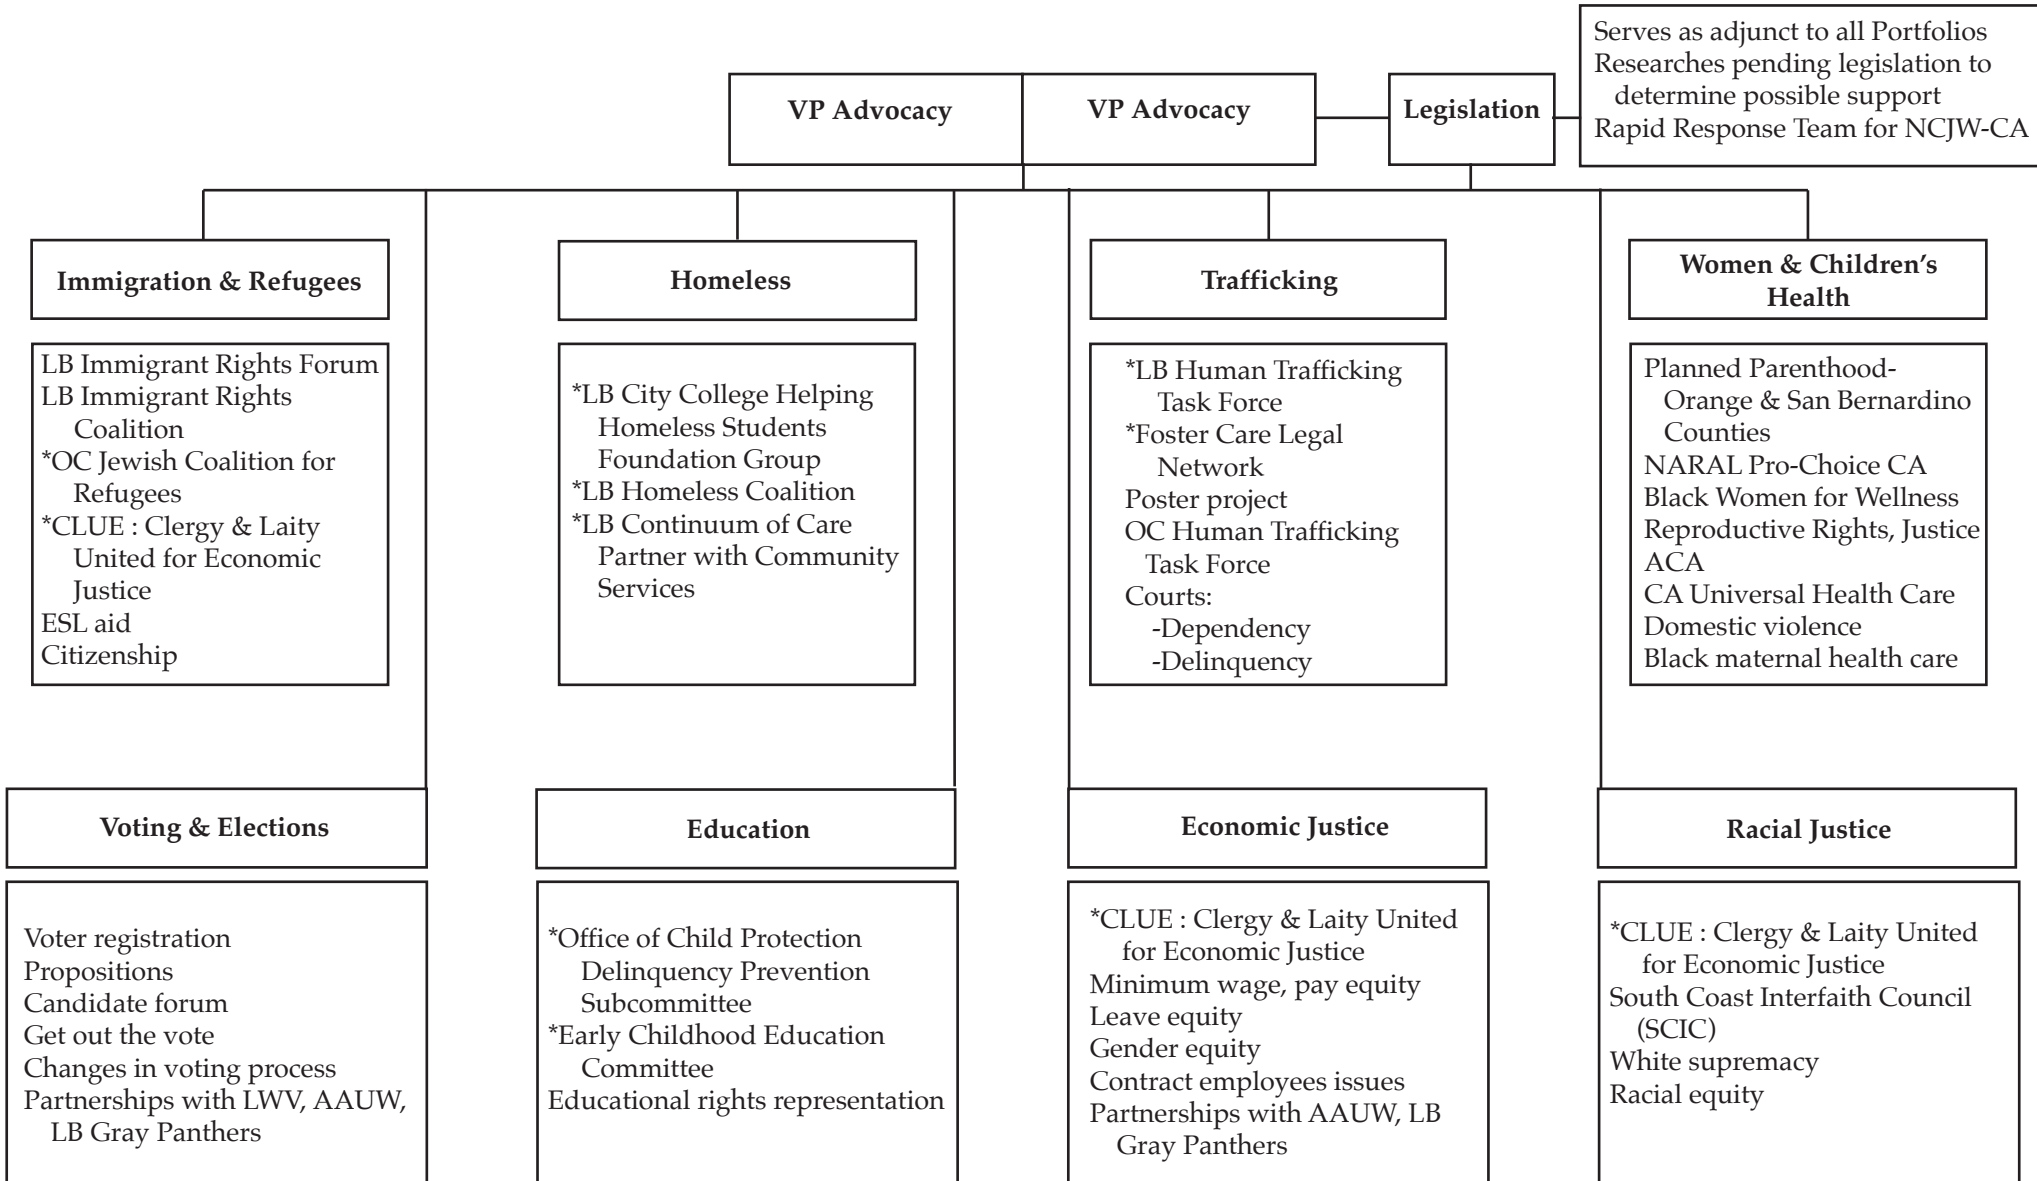 Serves as adjunct to all Portfolios
Researches pending legislation to
determine possible support
Rapid Response Team for NCJW-CA
VP Advocacy
VP Advocacy
Legislation
Immigration & Refugees
LB Immigrant Rights Forum
LB Immigrant Rights
Coalition
*OC Jewish Coalition for
Refugees
*CLUE : Clergy & Laity
United for Economic
Justice
ESL aid
Citizenship
Homeless
*LB City College Helping
Homeless Students
Foundation Group
*LB Homeless Coalition
*LB Continuum of Care
Partner with Community
Services
Trafficking
*LB Human Trafficking
Task Force
*Foster Care Legal
Network
Poster project
OC Human Trafficking
Task Force
Courts:
-Dependency
-Delinquency
Women & Children's
Health
Planned Parenthood-
Orange & San Bernardino
Counties
NARAL Pro-Choice CA
Black Women for Wellness
Reproductive Rights, Justice
ACA
CA Universal Health Care
Domestic violence
Black maternal health care
Voting & Elections
Voter registration
Propositions
Candidate forum
Get out the vote
Changes in voting process
Partnerships with LWV, AAUW,
LB Gray Panthers
Education
*Office of Child Protection
Delinquency Prevention
Subcommittee
*Early Childhood Education
Committee
Educational rights representation
Economic Justice
*CLUE : Clergy & Laity United
for Economic Justice
Minimum wage, pay equity
Leave equity
Gender equity
Contract employees issues
Partnerships with AAUW, LB
Gray Panthers
Racial Justice
*CLUE : Clergy & Laity United
for Economic Justice
South Coast Interfaith Council
(SCIC)
White supremacy
Racial equity